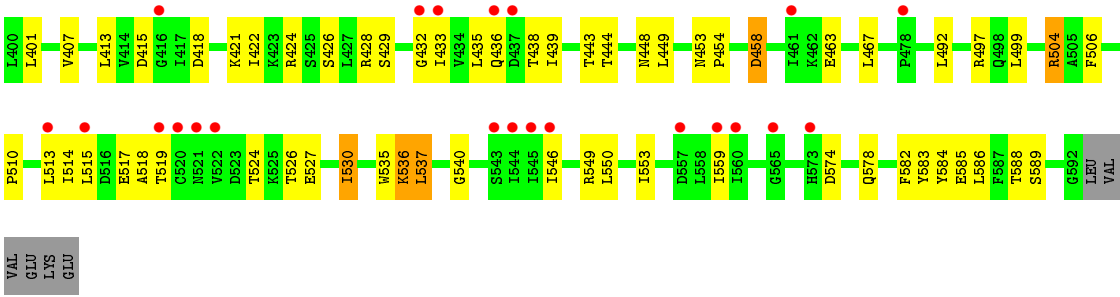 L400 L401 V407 L413 V414 D415 G416 I417 D418 K421 I422 K423 R424 S425 S426 L427 R428 S429 G432 I433 V434 L435 Q436 D437 T438 I439 T443 T444 N448 L449 N453 P454 D458 I461 K462 E463 L467 P478 L492 R497 Q498 L499 R504 A505 F506
P510 L513 I514 L515 D516 E517 A518 T519 C520 N521 V522 D523 T524 K525 T526 E527 I530 W535 K536 L537 G540 S543 I544 I545 I546 R549 L550 I553 D557 L558 I559 I560 G565 H573 D574 Q578 F582 Y583 Y584 E585 L586 F587 T588 S589 G592 LEU VAL
VAL GLU LYS GLU